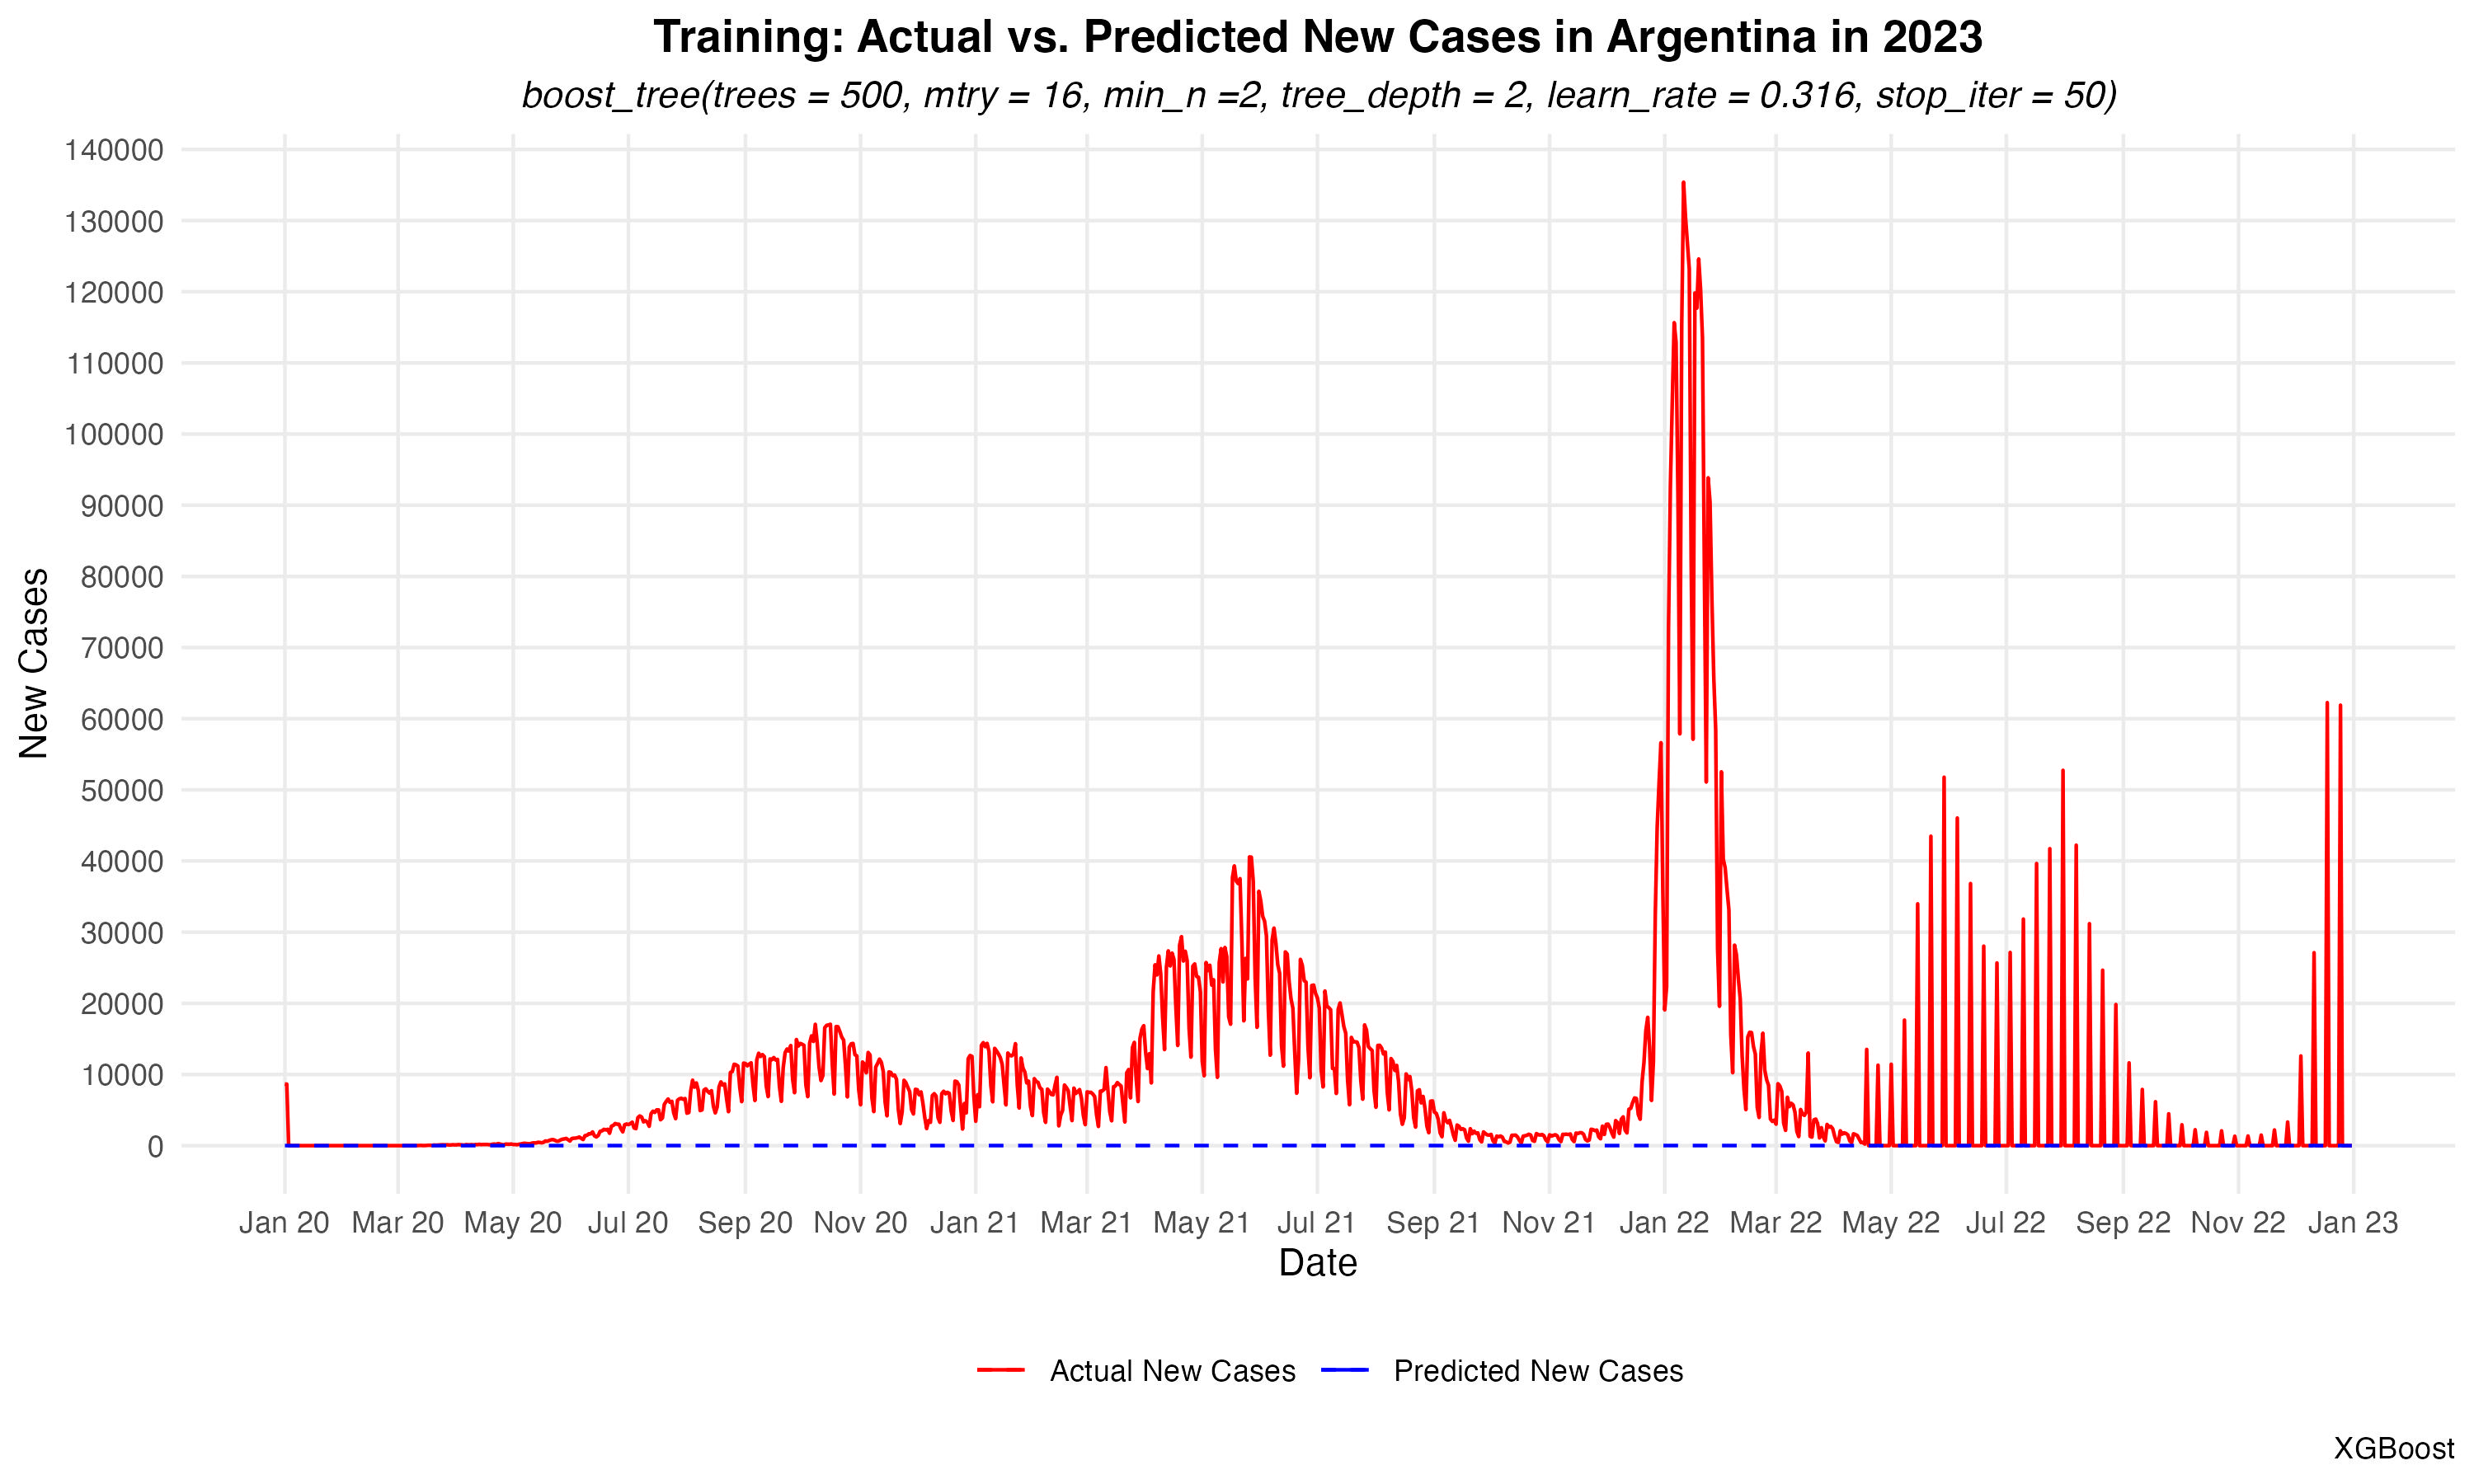 Training: Actual vs. Predicted New Cases in Argentina in 2023
boost_tree(trees = 500, mtry = 16, min_n =2, tree_depth = 2, learn_rate = 0.316, stop_iter = 50)
New Cases
140000
130000
120000
110000
100000
90000
80000
70000
60000
50000
40000
30000
20000
10000
0
Jan 20 Mar 20 May 20 Jul 20 Sep 20 Nov 20 Jan 21 Mar 21 May 21 Jul 21 Sep 21 Nov 21 Jan 22 Mar 22 May 22 Jul 22 Sep 22 Nov 22 Jan 23
Date
Actual New Cases Predicted New Cases
XGBoost